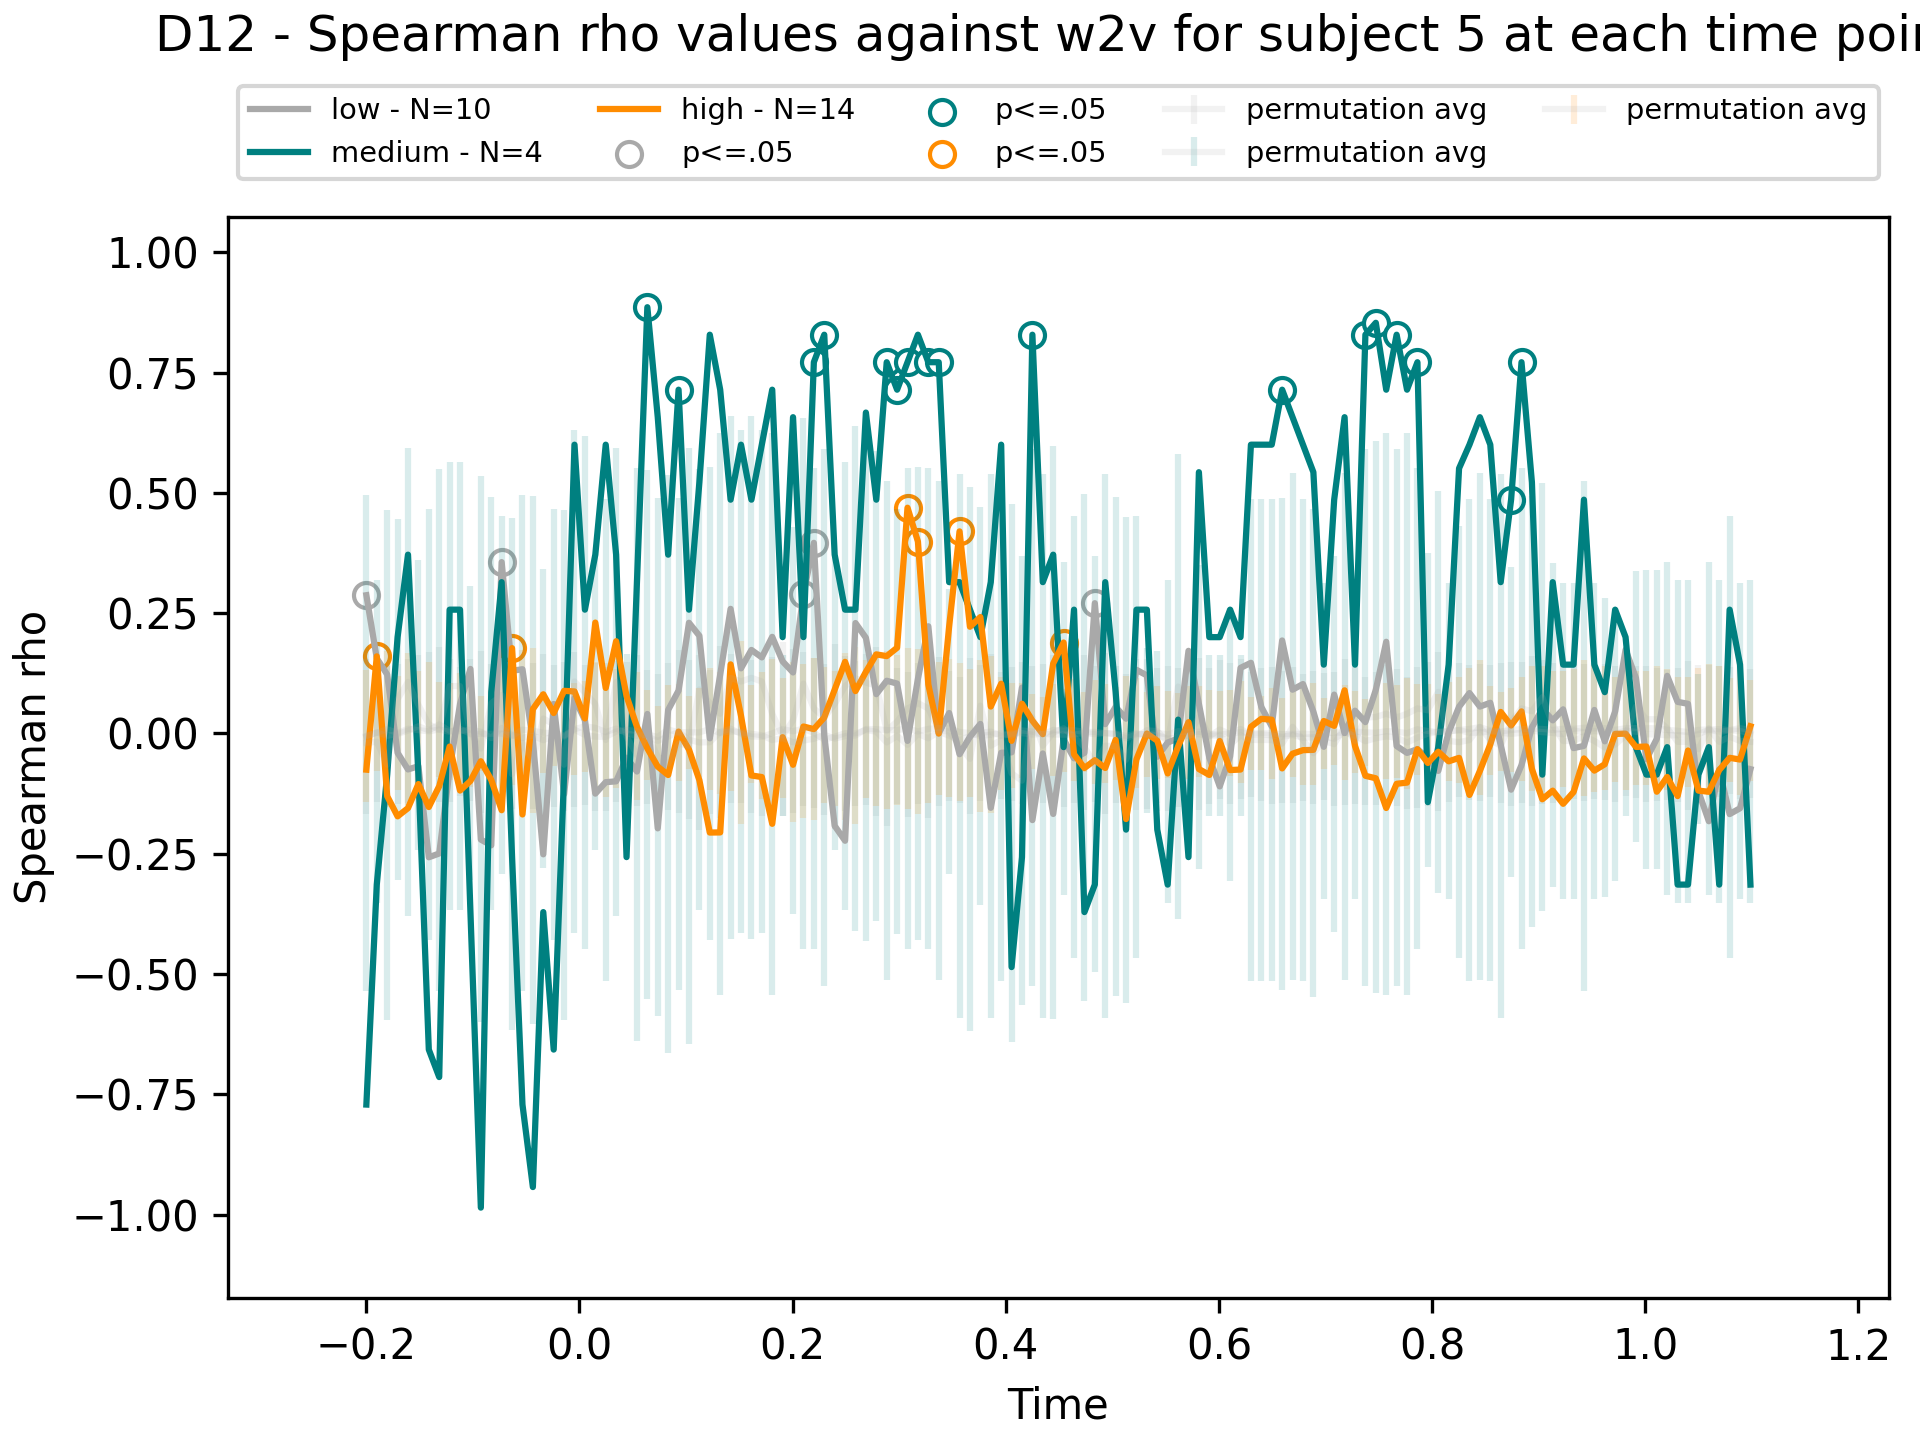 D12 - Spearman rho values against w2v for subject 5 at each time poi
low - N=10 high - N=14 p<=.05 permutation avg permutation avg
medium - N=4 p<=.05 p<=.05 permutation avg
1.00
0.75
0.50
0.25
0.00
−0.25
−0.50
−0.75
−1.00
Spearman rho
−0.2 0.0 0.2 0.4 0.6 0.8 1.0 1.2
Time